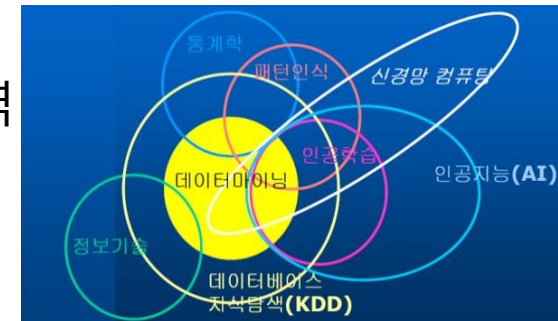 통계학
패턴인식
신경망 컴퓨팅
인공학습
인공지능(AI)
데이터마이닝
정보기술
데이터베이스
지식탐색(KDD)